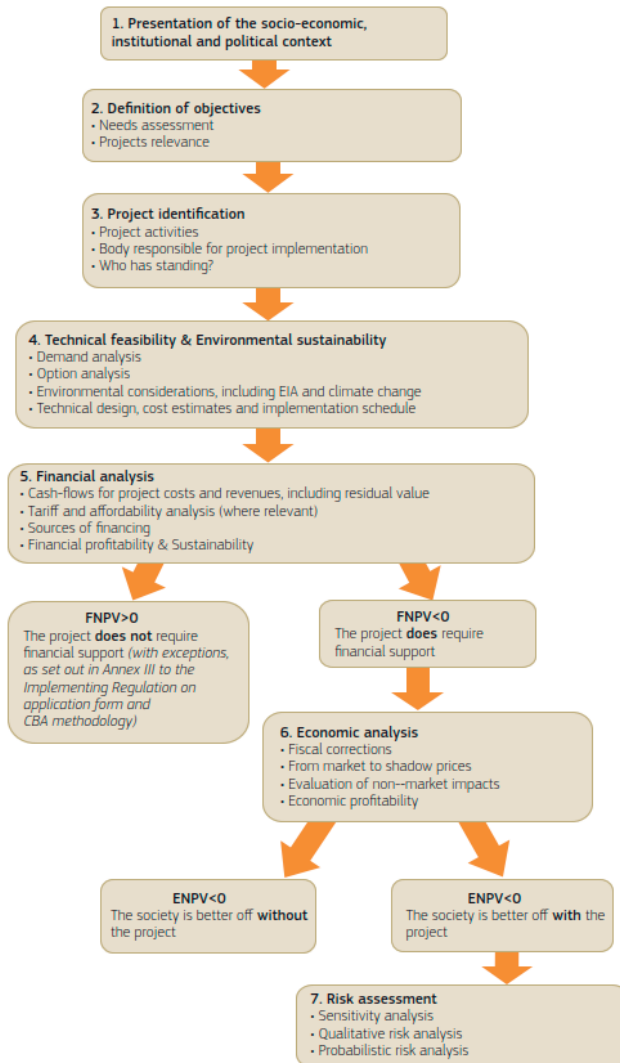 1. Presentation of the socio-economic,
institutional and political context
2. Definition of objectives
• Needs assessment
• Projects relevance
3. Project identification
• Project activities
• Body responsible for project implementation
• Who has standing?
4. Technical feasibility & Environmental sustainability
• Demand analysis
• Option analysis
• Environmental considerations, including EIA and climate change
• Technical design, cost estimates and implementation schedule
5. Financial analysis
• Cash-flows for project costs and revenues, including residual value
• Tariff and affordability analysis (where relevant)
• Sources of financing
• Financial profitability & Sustainability
FNPV>0
The project does not require
financial support (with exceptions,
as set out in Annex III to the
Implementing Regulation on
application form and
CBA methodology)
FNPV<0
The project does require
financial support
6. Economic analysis
• Fiscal corrections
• From market to shadow prices
• Evaluation of non--market impacts
• Economic profitability
ENPV<0
The society is better off without
the project
ENPV<0
The society is better off with the
project
7. Risk assessment
• Sensitivity analysis
• Qualitative risk analysis
• Probabilistic risk analysis